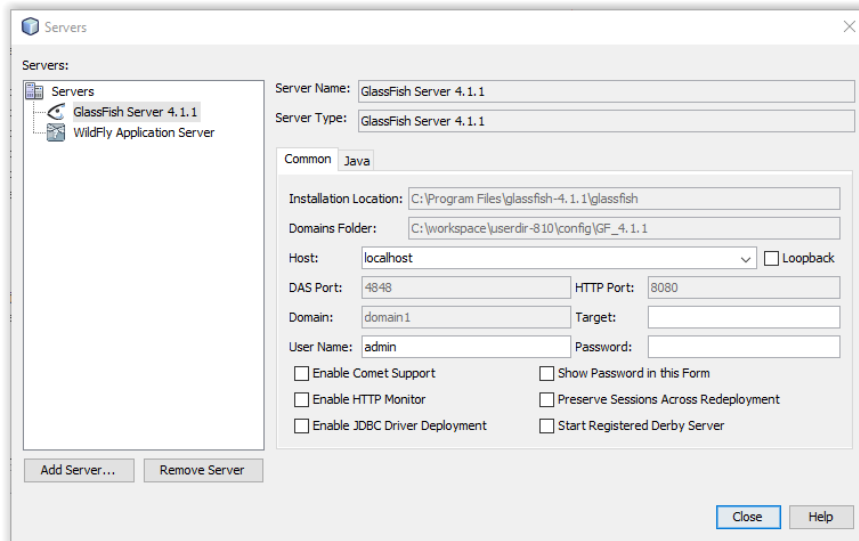 Servers
Servers:
Servers
GlassFish Server 4.1.1
WildFly Application Server
Add Server...
Remove Server
Server Name: GlassFish Server 4.1.1
Server Type: GlassFish Server 4.1.1
Common Java
Installation Location: C:\Program Files\glassfish-4.1.1\glassfish
Domains Folder: C:\workspace\userdir-810\config\GF_4.1.1
Host: localhost Loopback
DAS Port: 4848 HTTP Port: 8080
Domain: domain1 Target:
User Name: admin Password:
Enable Comet Support Show Password in this Form
Enable HTTP Monitor Preserve Sessions Across Redeployment
Enable JDBC Driver Deployment Start Registered Derby Server
Close Help